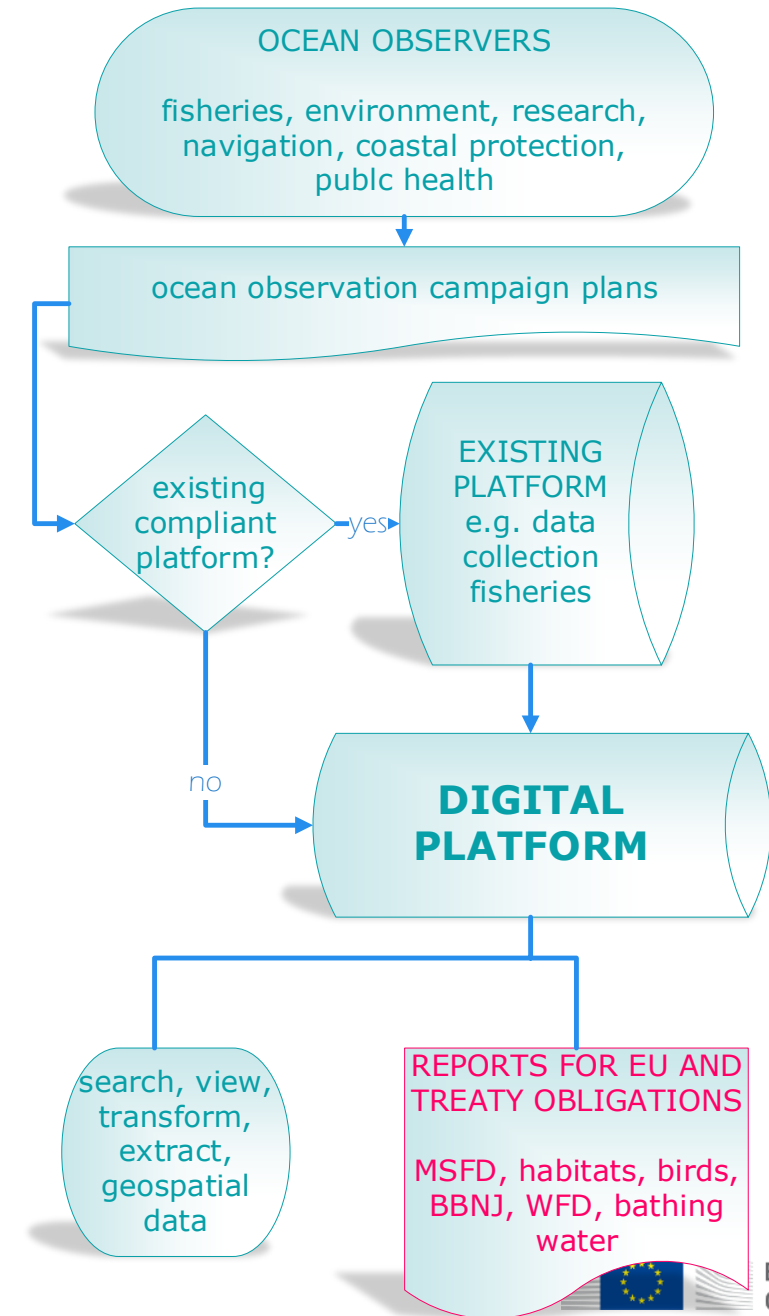 OCEAN OBSERVERS
fisheries, environment, research,
navigation, coastal protection,
publc health
ocean observation campaign plans
existing
compliant
platform?
yes
EXISTING
PLATFORM
e.g. data
collection
fisheries
no
DIGITAL
PLATFORM
search, view,
transform,
extract,
geospatial
data
REPORTS FOR EU AND
TREATY OBLIGATIONS
MSFD, habitats, birds,
BBNJ, WFD, bathing
water